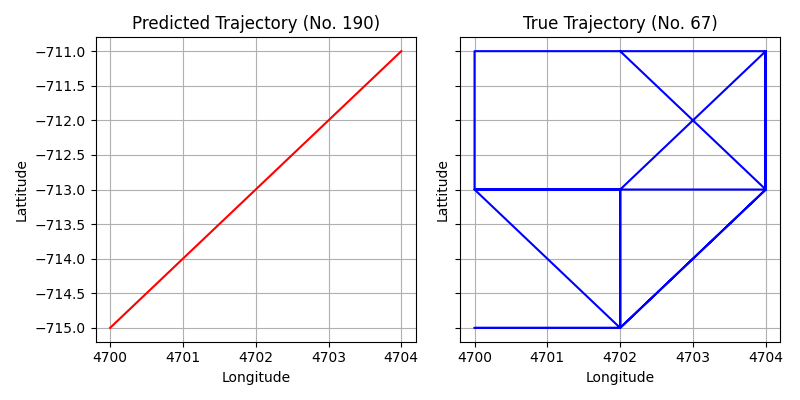 Predicted Trajectory (No. 190)
−711.0
−711.5
−712.0
−712.5
−713.0
−713.5
−714.0
−714.5
−715.0
Lattitude
4700 4701 4702 4703 4704
Longitude
True Trajectory (No. 67)
Lattitude
4700 4701 4702 4703 4704
Longitude